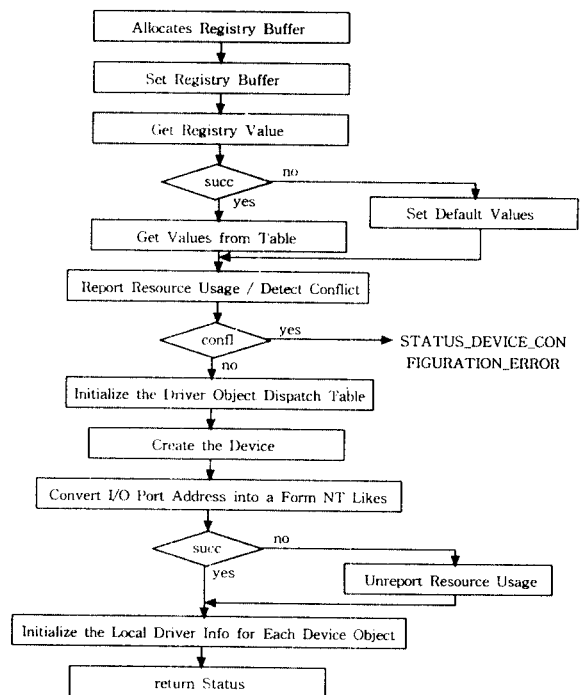 Allocates Registry Buffer
Set Registry Buffer
Get Registry Value
succ
no
yes
Set Default Values
Get Values from Table
Report Resource Usage / Detect Conflict
confl
yes
STATUS_DEVICE_CON
FIGURATION_ERROR
no
Initialize the Driver Object Dispatch Table
Create the Device
Convert I/O Port Address into a Form NT Likes
succ
no
yes
Unreport Resource Usage
Initialize the Local Driver Info for Each Device Object
return Status